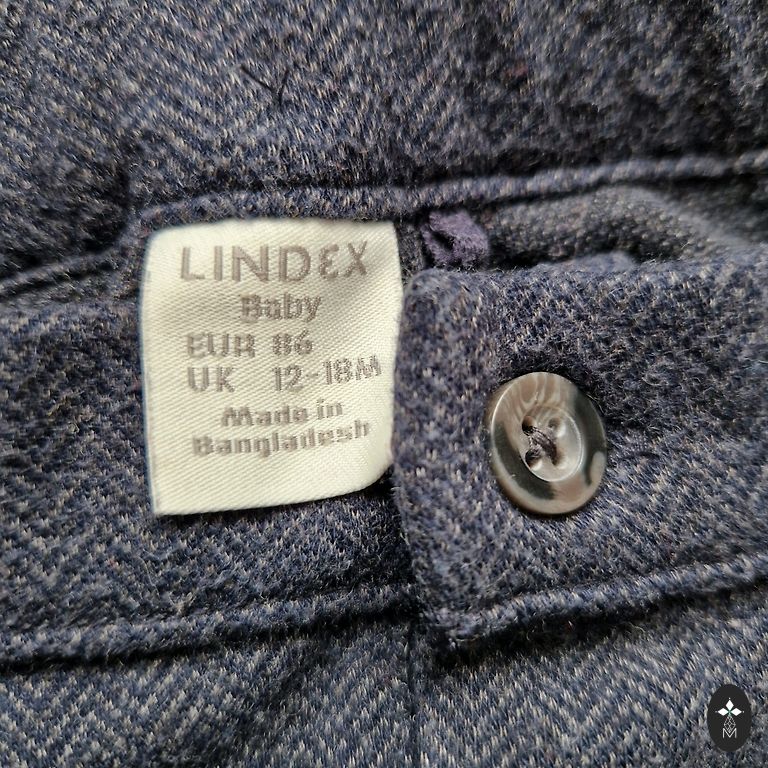 LINDEX
Baby
EUR 86
UK 12-18M
Made in
Bangladesh
M